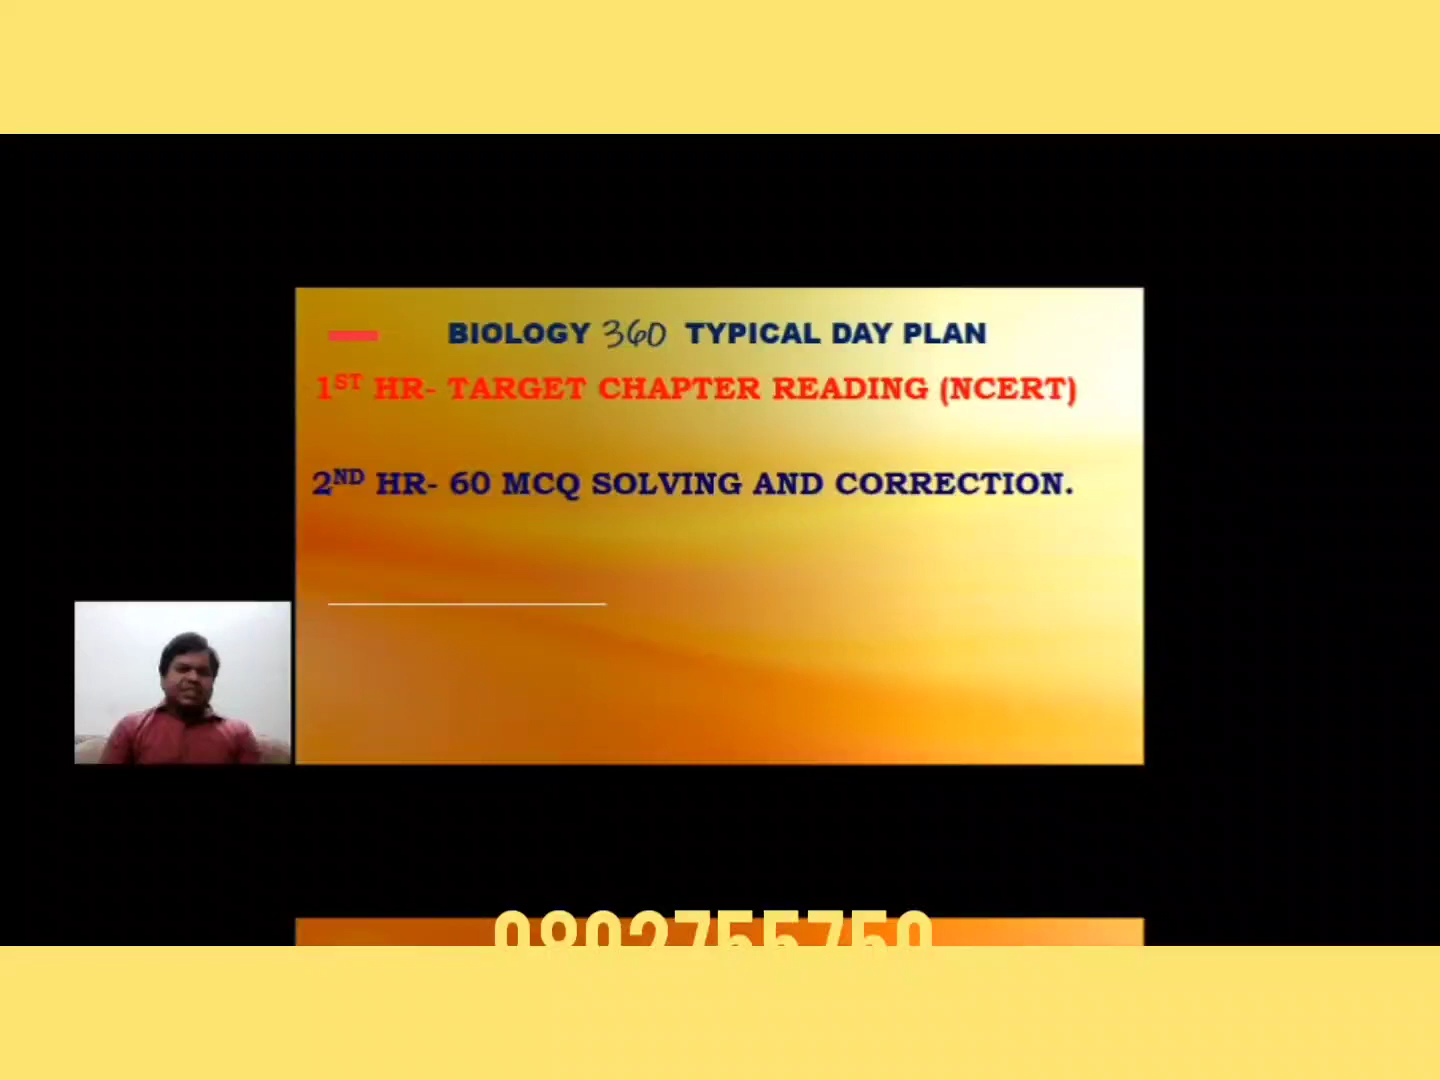 BIOLOGY 360 TYPICAL DAY PLAN
1ST HR- TARGET CHAPTER READING (NCERT)
2ND HR- 60 MCQ SOLVING AND CORRECTION.